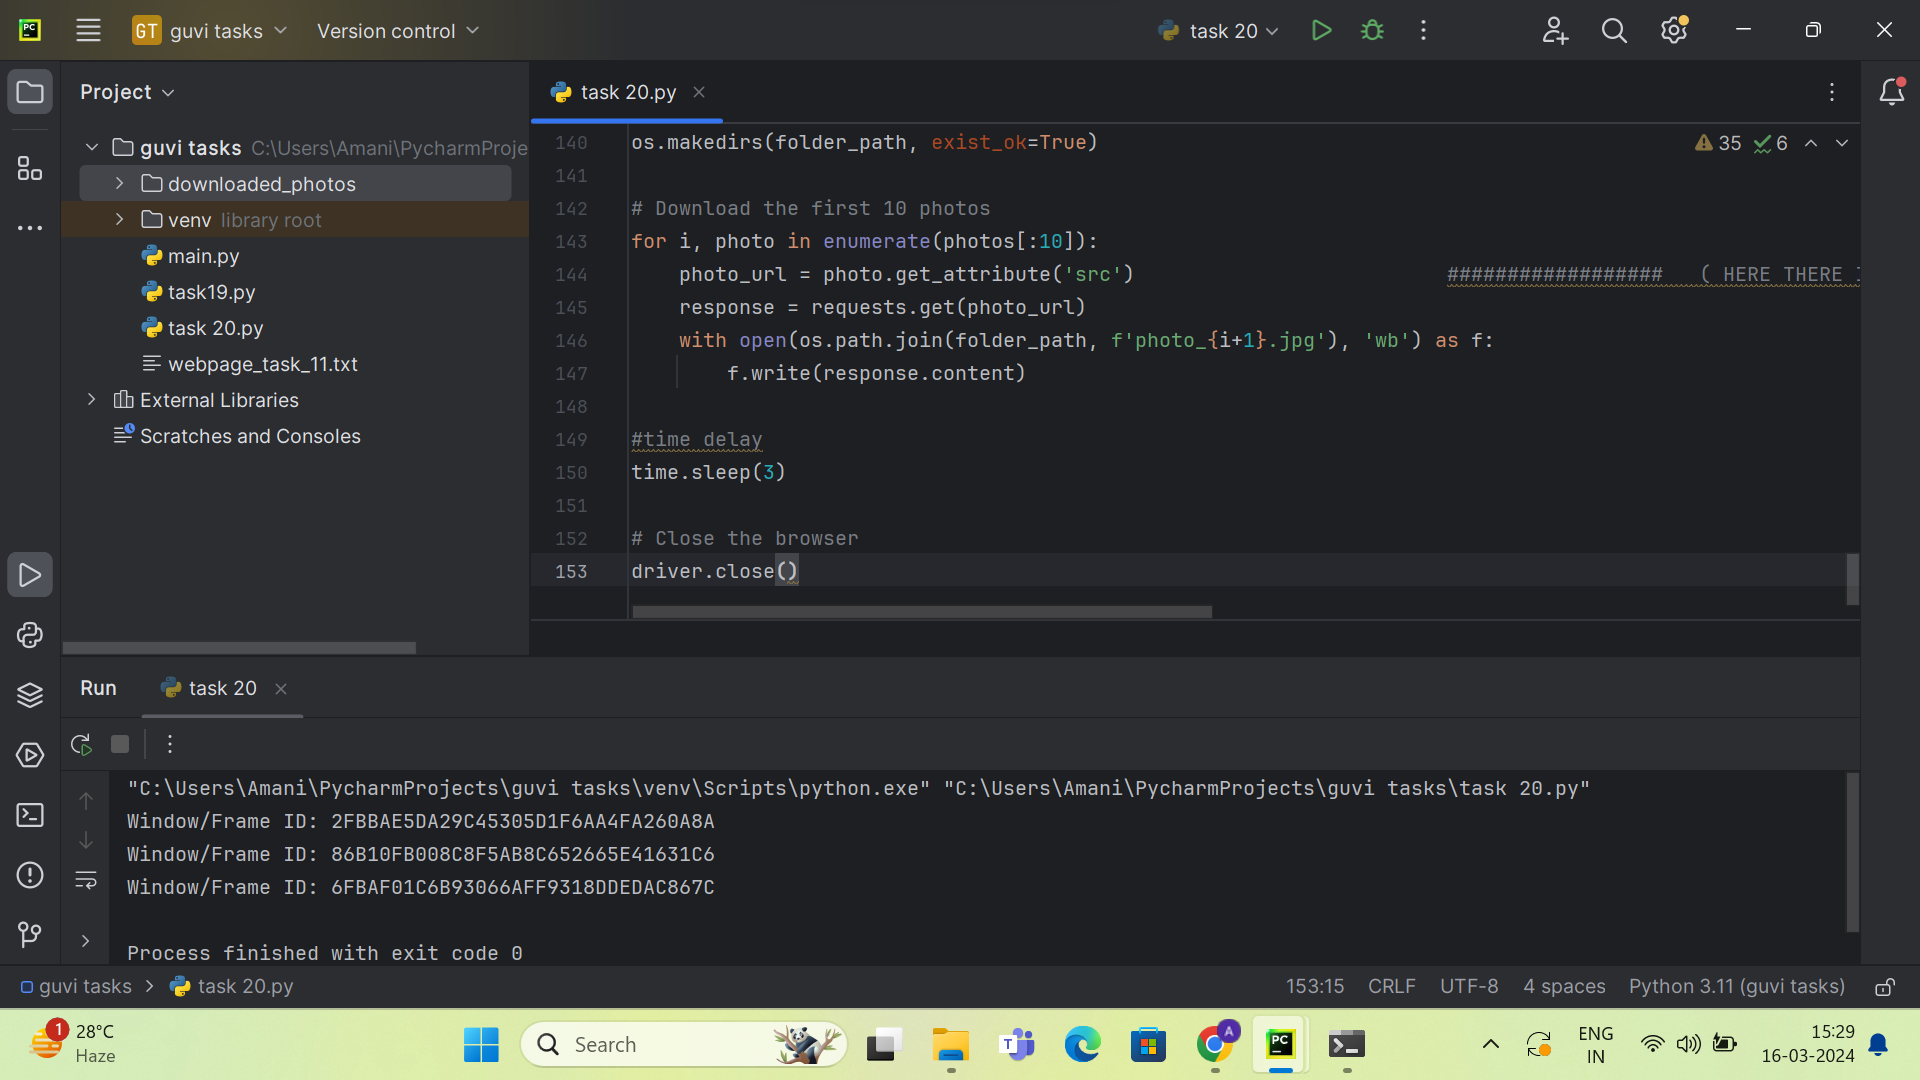 PC
GT guvi tasks Version control task 20
Project
guvi tasks C:\Users\Amani\PycharmProje
downloaded_photos
venv library root
main.py
task19.py
task 20.py
webpage_task_11.txt
External Libraries
Scratches and Consoles
task 20.py
35 6
140 os.makedirs(folder_path, exist_ok=True)
141
142 # Download the first 10 photos
143 for i, photo in enumerate(photos[:10]):
144 photo_url = photo.get_attribute('src') ################## ( HERE THERE
145 response = requests.get(photo_url)
146 with open(os.path.join(folder_path, f'photo_{i+1}.jpg'), 'wb') as f:
147 f.write(response.content)
148
149 #time delay
150 time.sleep(3)
151
152 # Close the browser
153 driver.close()
Run task 20
"C:\Users\Amani\PycharmProjects\guvi tasks\venv\Scripts\python.exe" "C:\Users\Amani\PycharmProjects\guvi tasks\task 20.py"
Window/Frame ID: 2FBBAE5DA29C45305D1F6AA4FA260A8A
Window/Frame ID: 86B10FB008C8F5AB8C652665E41631C6
Window/Frame ID: 6FBAF01C6B93066AFF9318DDEDAC867C
Process finished with exit code 0
guvi tasks > task 20.py 153:15 CRLF UTF-8 4 spaces Python 3.11 (guvi tasks)
1 28°C
Haze
Search
T
A
PC
ENG
IN
15:29
16-03-2024